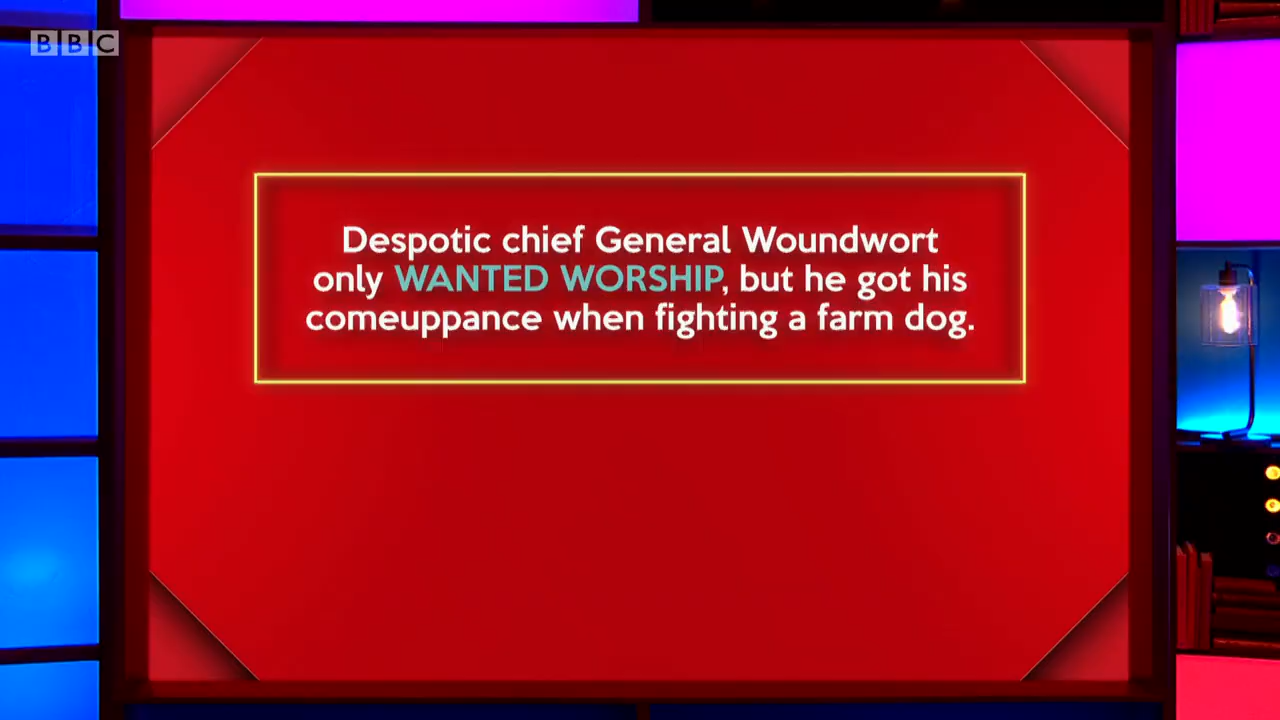 BBC
Despotic chief General Woundwort
only WANTED WORSHIP, but he got his
comeuppance when fighting a farm dog.